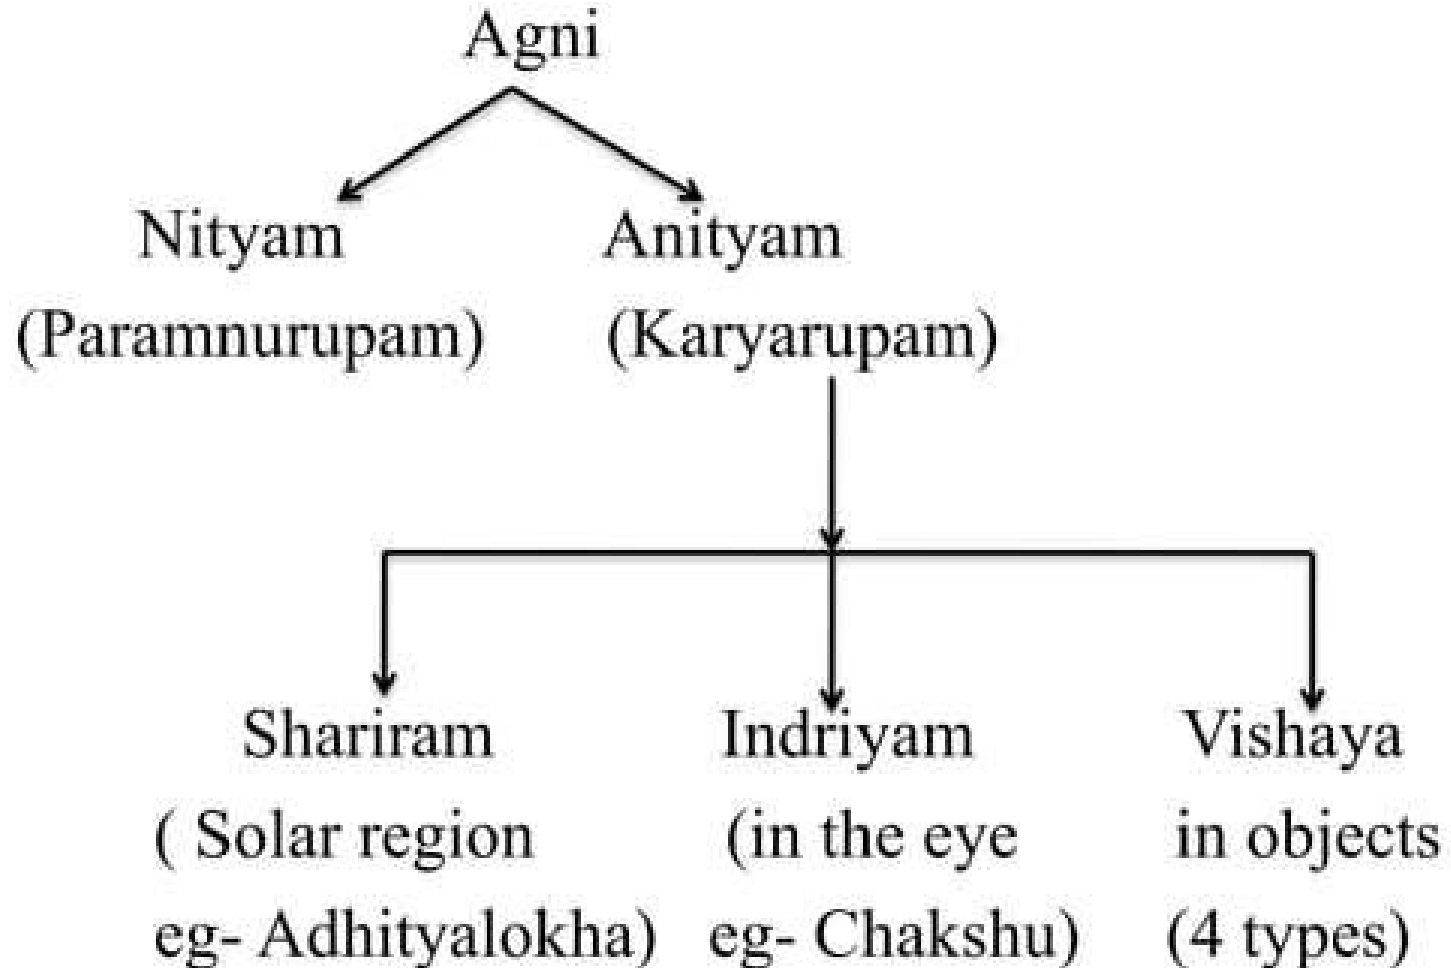 Agni
Nityam Anityam
(Paramnurupam) (Karyarupam)
Shariram Indriyam Vishaya
( Solar region (in the eye in objects
eg- Adhityalokha) eg- Chakshu) (4 types)